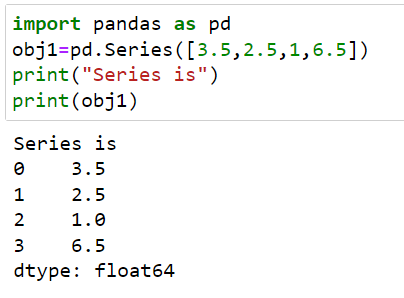 import pandas as pd
obj1=pd.Series([3.5,2.5,1,6.5])
print("Series is")
print(obj1)
Series is
0    3.5
1    2.5
2    1.0
3    6.5
dtype: float64